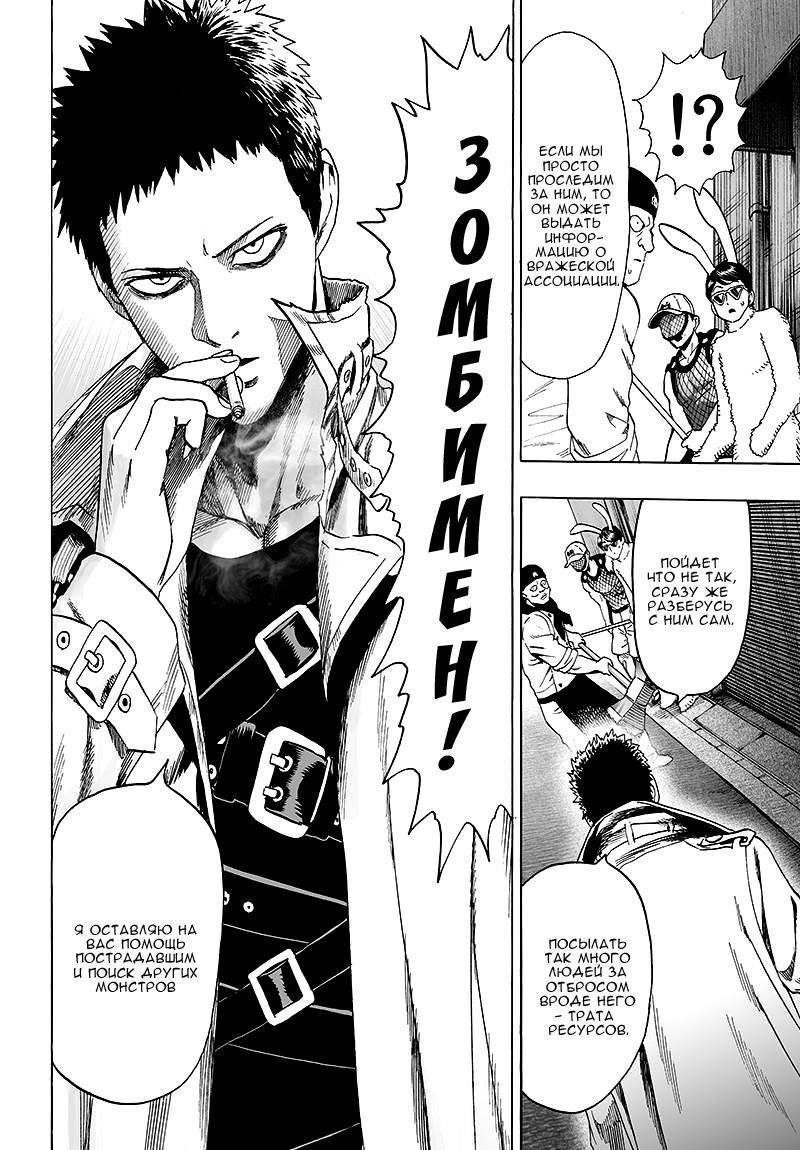 !?
ЕСЛИ МЫ
ПРОСТО
ПРОСЛЕДИМ
ЗА НИМ, ТО
ОН МОЖЕТ
ВЫДАТЬ
ИНФОР-
МАЦИЮ О
ВРАЖЕСКОЙ
АССОЦИАЦИИ.
ПОЙДЕТ
ЧТО НЕ ТАК,
СРАЗУ ЖЕ
РАЗБЕРУСЬ
С НИМ САМ.
ПОСЫЛАТЬ
ТАК МНОГО
ЛЮДЕЙ ЗА
ОТБРОСОМ
ВРОДЕ НЕГО
- ТРАТА
РЕСУРСОВ.
ЗОМБИМЕН!
Я ОСТАВЛЯЮ НА
ВАС ПОМОЩЬ
ПОСТРАДАВШИМ
И ПОИСК ДРУГИХ
МОНСТРОВ